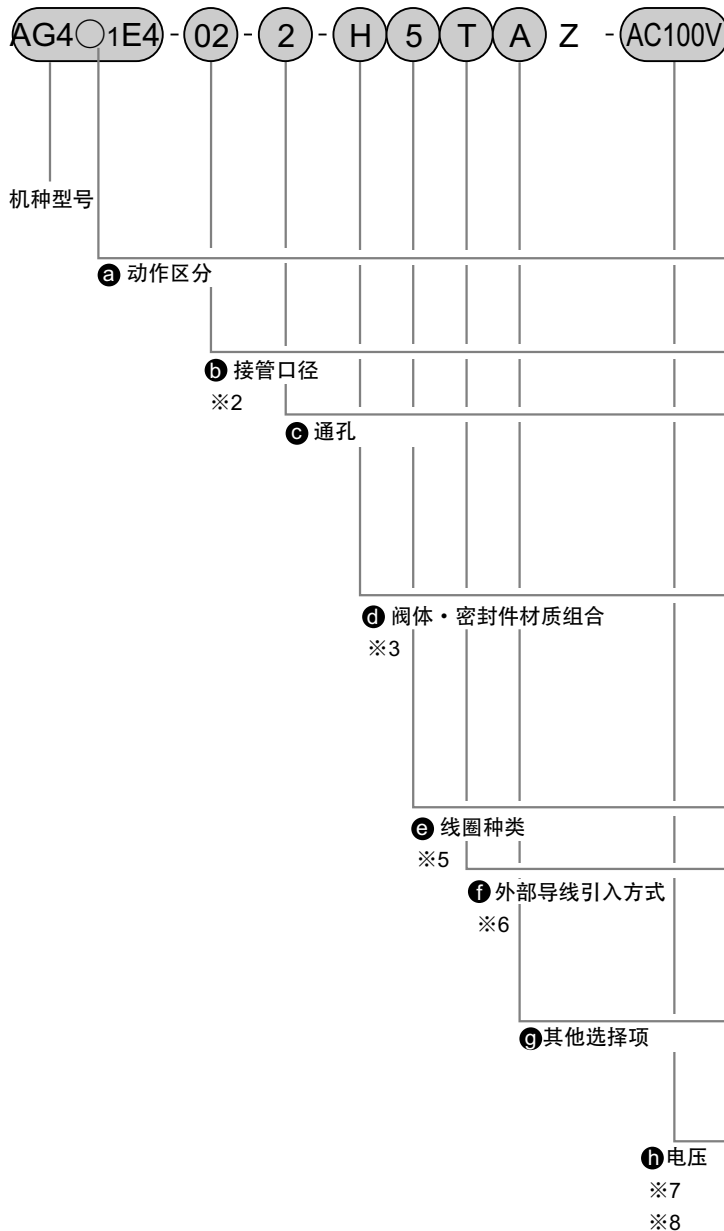 AG4○1E4 - 02 - 2 - H 5 T A Z - AC100V
机种型号
a 动作区分
b 接管口径
※2
c 通孔
d 阀体・密封件材质组合
※3
e 线圈种类
※5
f 外部导线引入方式
※6
g 其他选择项
h 电压
※7
※8